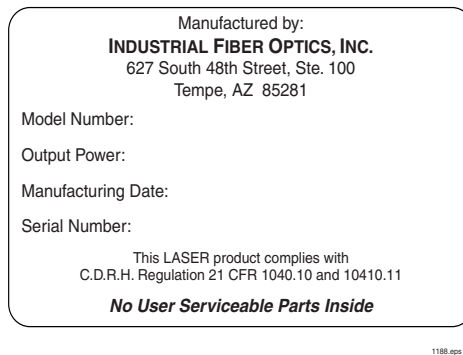 Manufactured by:
INDUSTRIAL FIBER OPTICS, INC.
627 South 48th Street, Ste. 100
Tempe, AZ 85281
Model Number:
Output Power:
Manufacturing Date:
Serial Number:
This LASER product complies with
C.D.R.H. Regulation 21 CFR 1040.10 and 10410.11
No User Serviceable Parts Inside
1188.eps